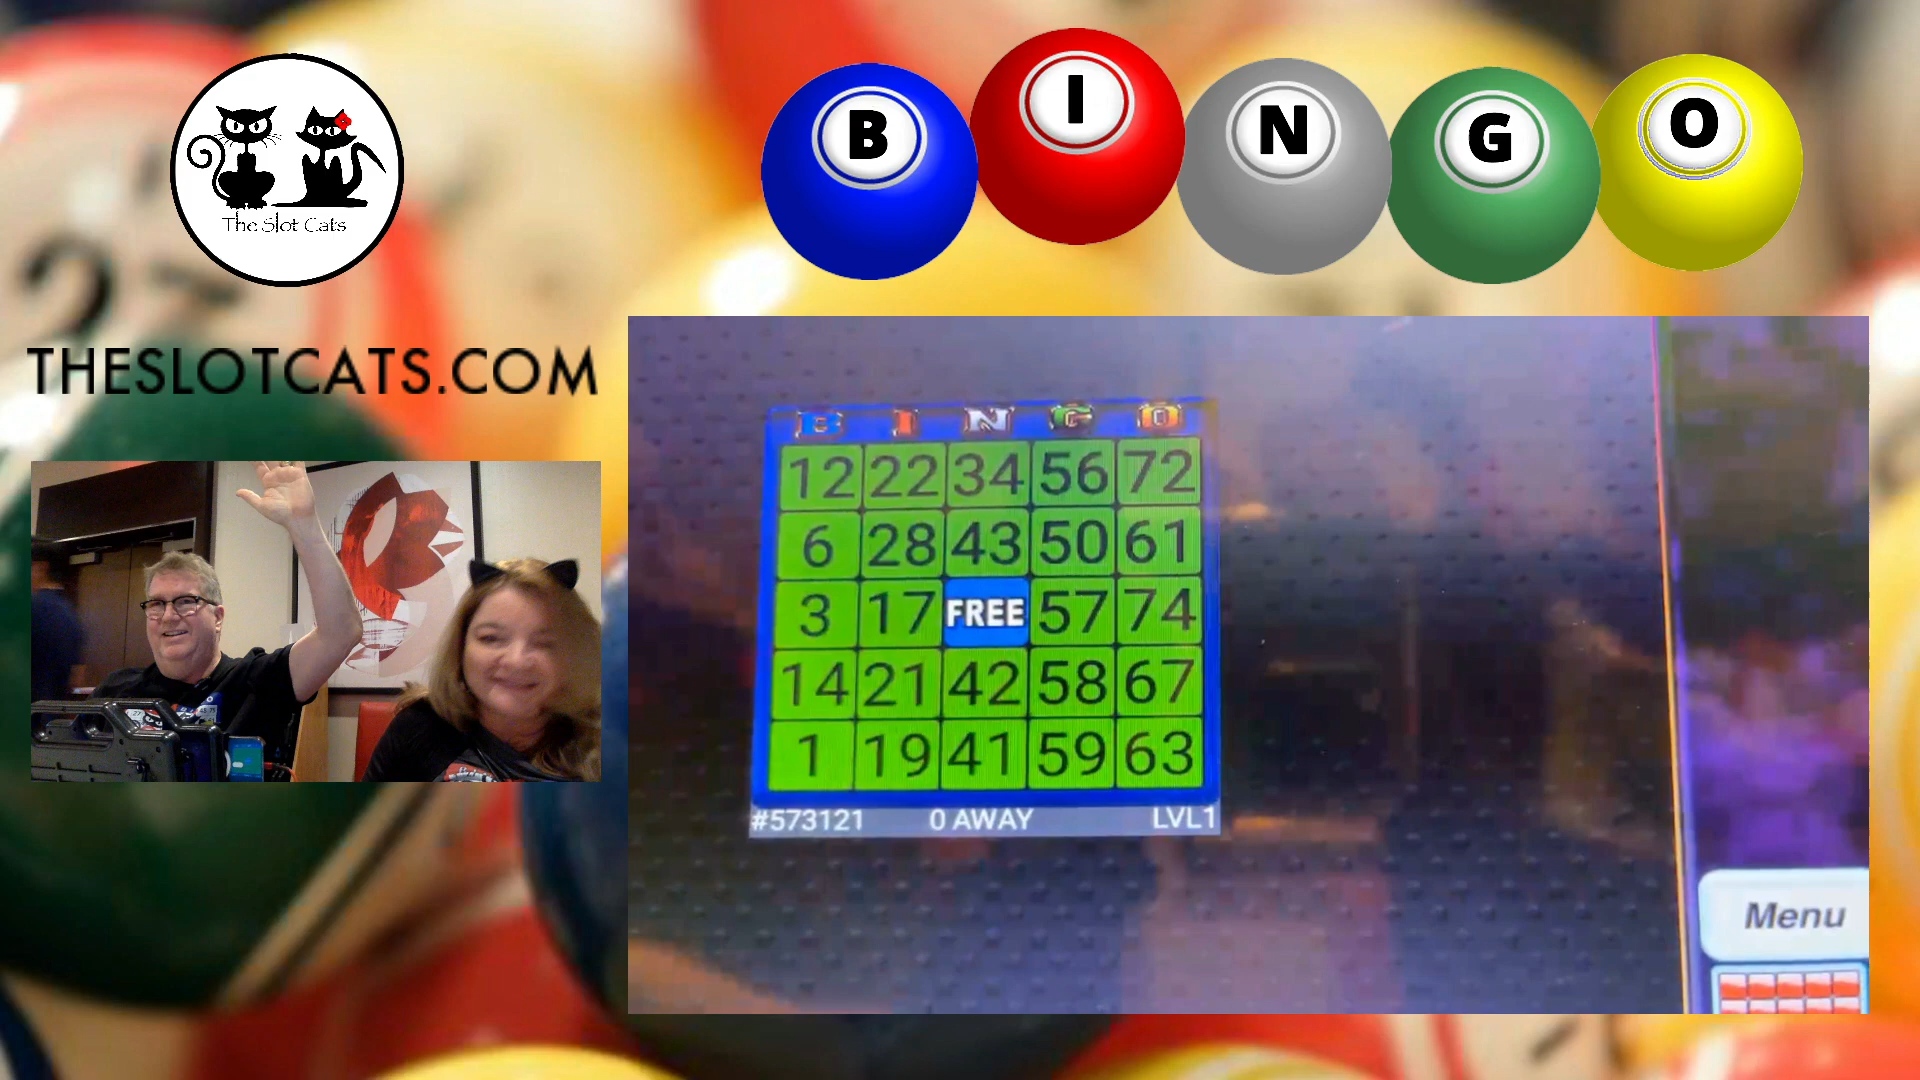 B I N G O
The Slot Cats
THESLOTCATS.COM
B I N G O
12 22 34 56 72
6 28 43 50 61
3 17 FREE 57 74
14 21 42 58 67
1 19 41 59 63
#573121 0 AWAY LVL1
Menu